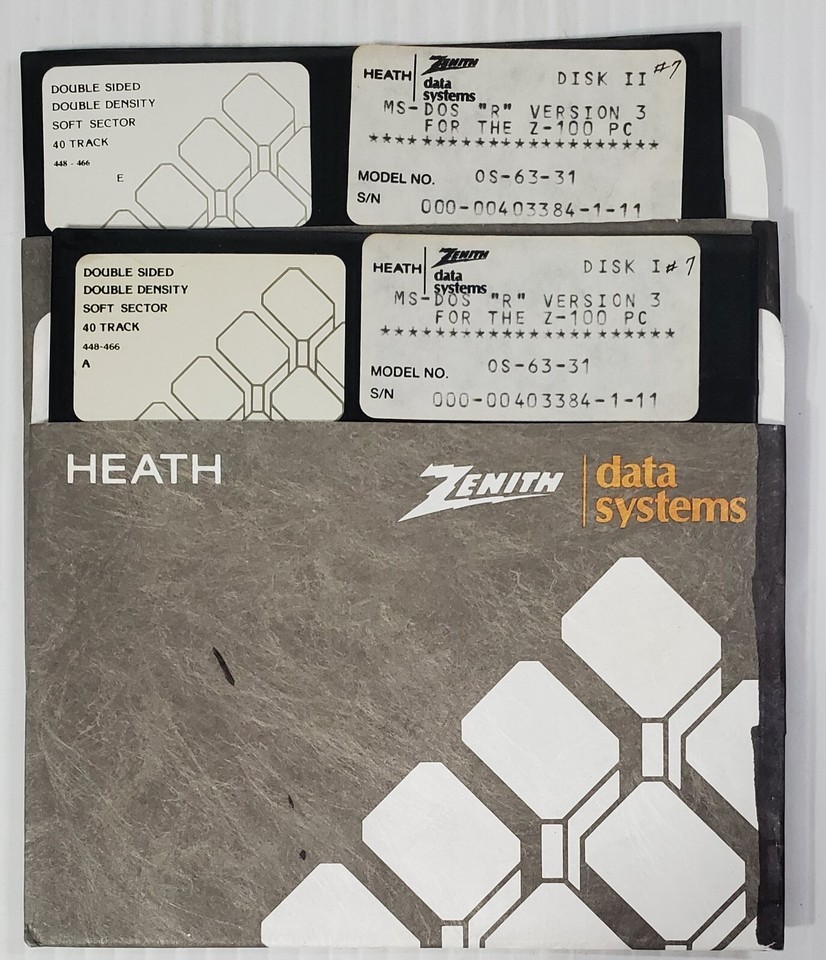 DOUBLE SIDED
DOUBLE DENSITY
SOFT SECTOR
40 TRACK
448 - 466
E
HEATH ZENITH data systems DISK II #7
MS-DOS "R" VERSION 3
FOR THE Z-100 PC
**********************
MODEL NO. OS-63-31
S/N 000-00403384-1-11
DOUBLE SIDED
DOUBLE DENSITY
SOFT SECTOR
40 TRACK
448-466
A
HEATH ZENITH data systems DISK I #7
MS-DOS "R" VERSION 3
FOR THE Z-100 PC
**********************
MODEL NO. OS-63-31
S/N 000-00403384-1-11
HEATH ZENITH data
systems